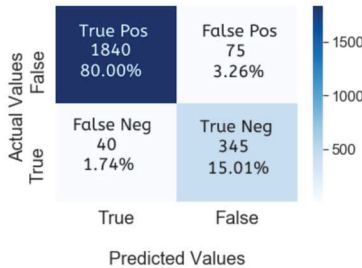 True Pos
1840
80.00%
False Pos
75
3.26%
False Neg
40
1.74%
True Neg
345
15.01%
Actual Values
False
True
True
False
Predicted Values
1500
1000
500